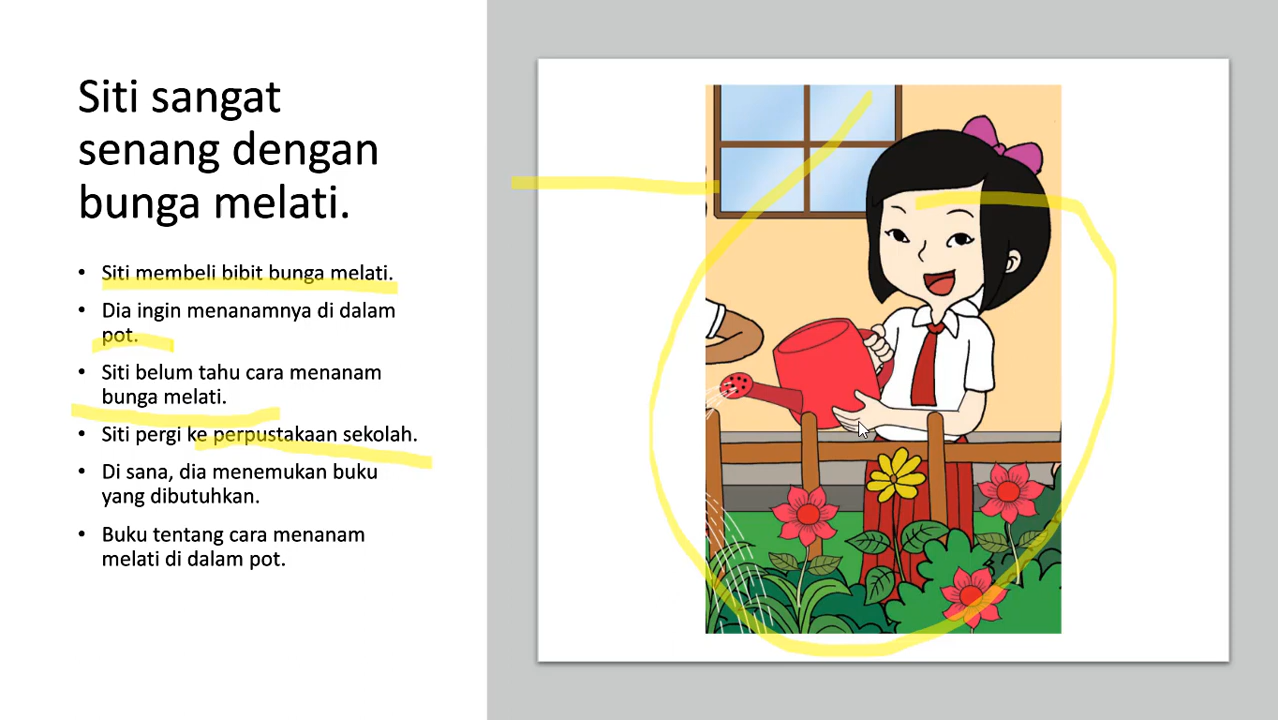 Siti sangat
senang dengan
bunga melati.
• Siti membeli bibit bunga melati.
• Dia ingin menanamnya di dalam
pot.
• Siti belum tahu cara menanam
bunga melati.
• Siti pergi ke perpustakaan sekolah.
• Di sana, dia menemukan buku
yang dibutuhkan.
• Buku tentang cara menanam
melati di dalam pot.